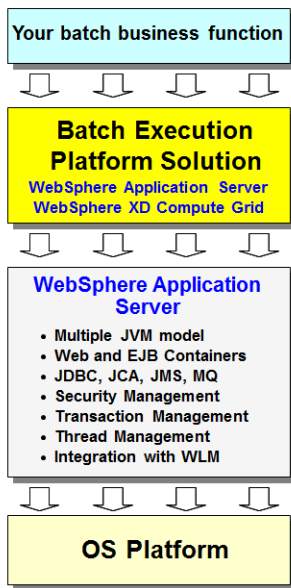 Your batch business function
Batch Execution
Platform Solution
WebSphere Application Server
WebSphere XD Compute Grid
WebSphere Application
Server
• Multiple JVM model
• Web and EJB Containers
• JDBC, JCA, JMS, MQ
• Security Management
• Transaction Management
• Thread Management
• Integration with WLM
OS Platform